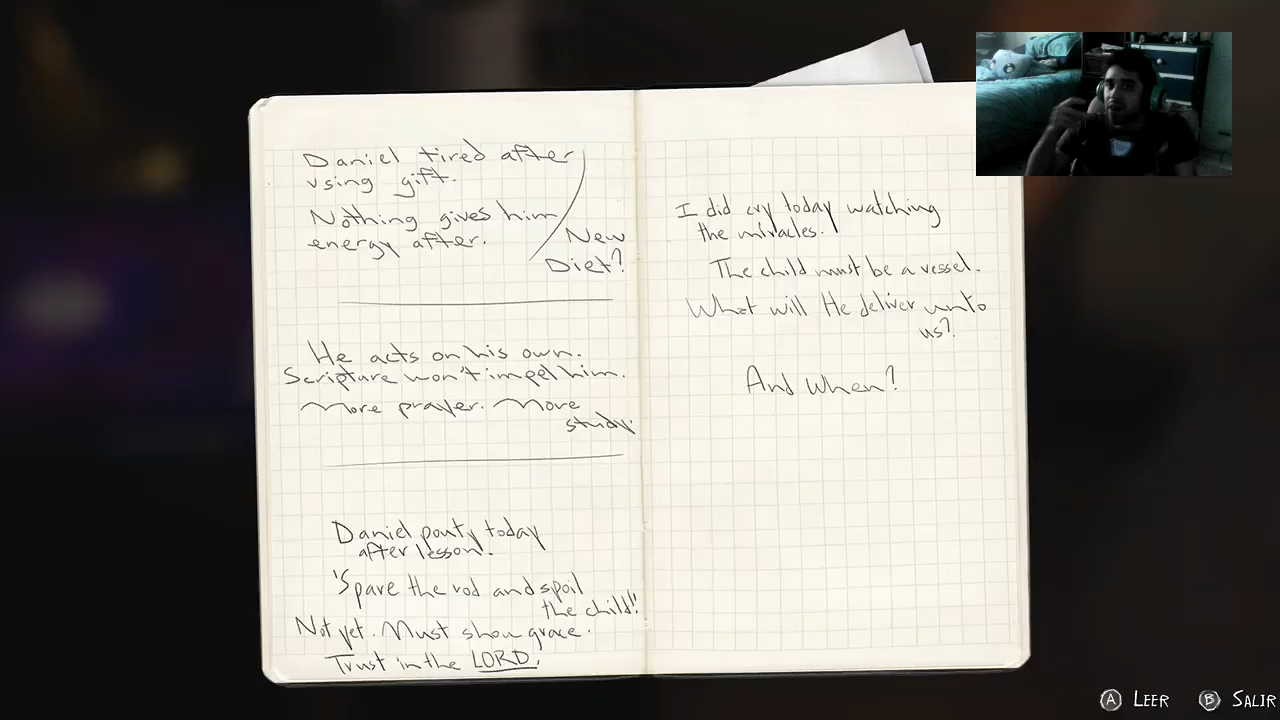 Daniel tired after
using gift.
Nothing gives him
energy after.
New
Diet?
He acts on his own.
Scripture won't impel him.
More prayer. More
study.
Daniel pouty today
after lesson.
'Spare the rod and spoil
the child.'
Not yet. Must show grace.
Trust in the LORD.
I did cry today watching
the miracles.
The child must be a vessel.
What will He deliver unto
us?
And When?
A LEER B SALIR